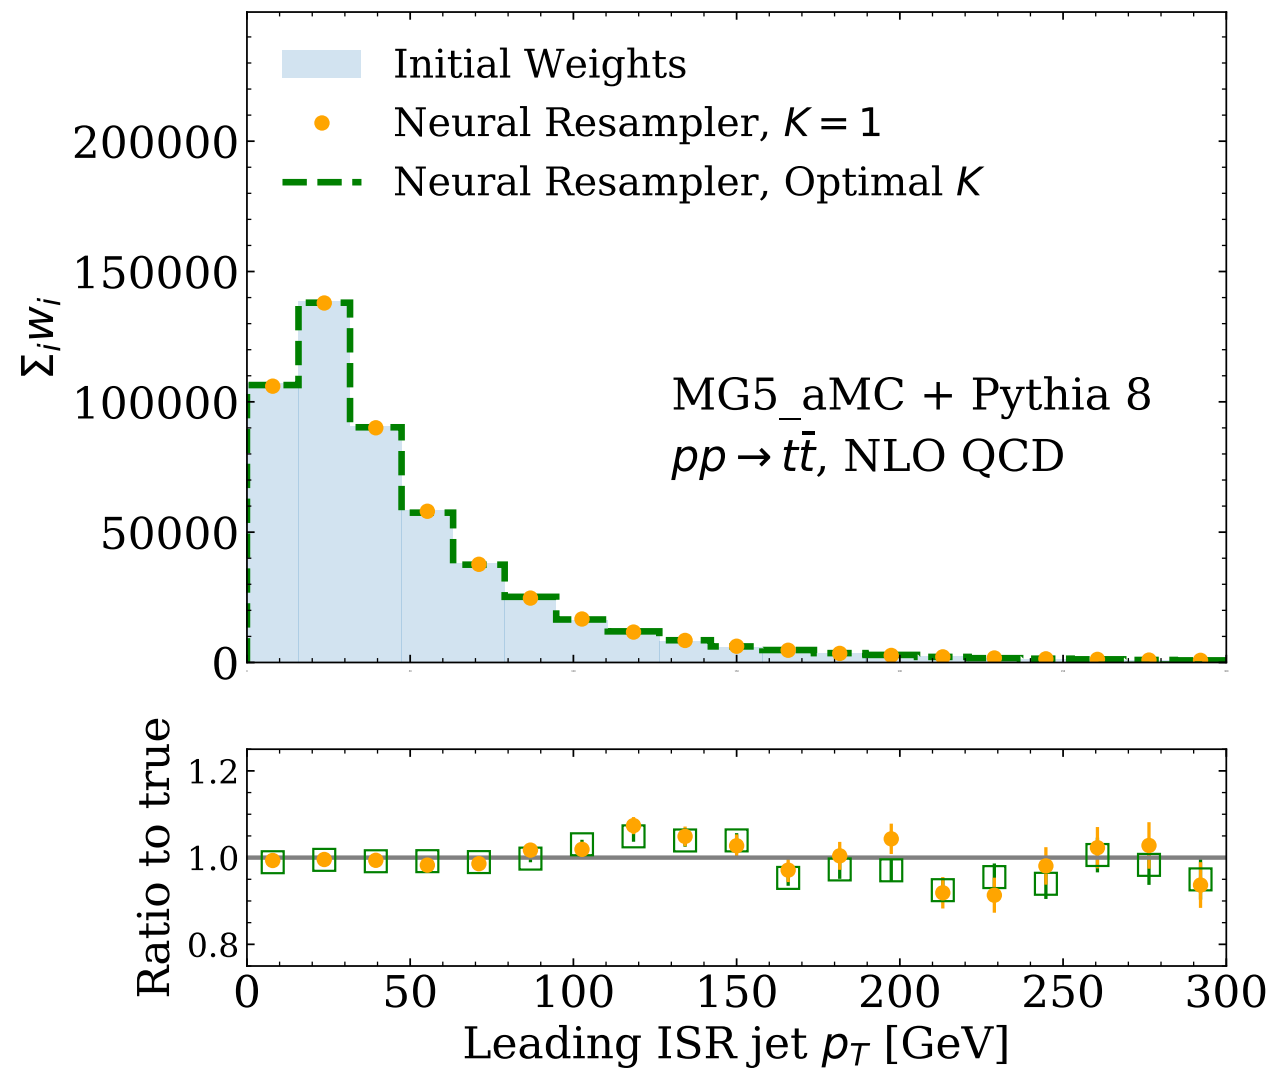 Initial Weights
Neural Resampler, K = 1
Neural Resampler, Optimal K
200000
150000
100000
50000
0
Σᵢwᵢ
MG5_aMC + Pythia 8
pp → tt̄, NLO QCD
1.2
1.0
0.8
Ratio to true
0 50 100 150 200 250 300
Leading ISR jet p_T [GeV]